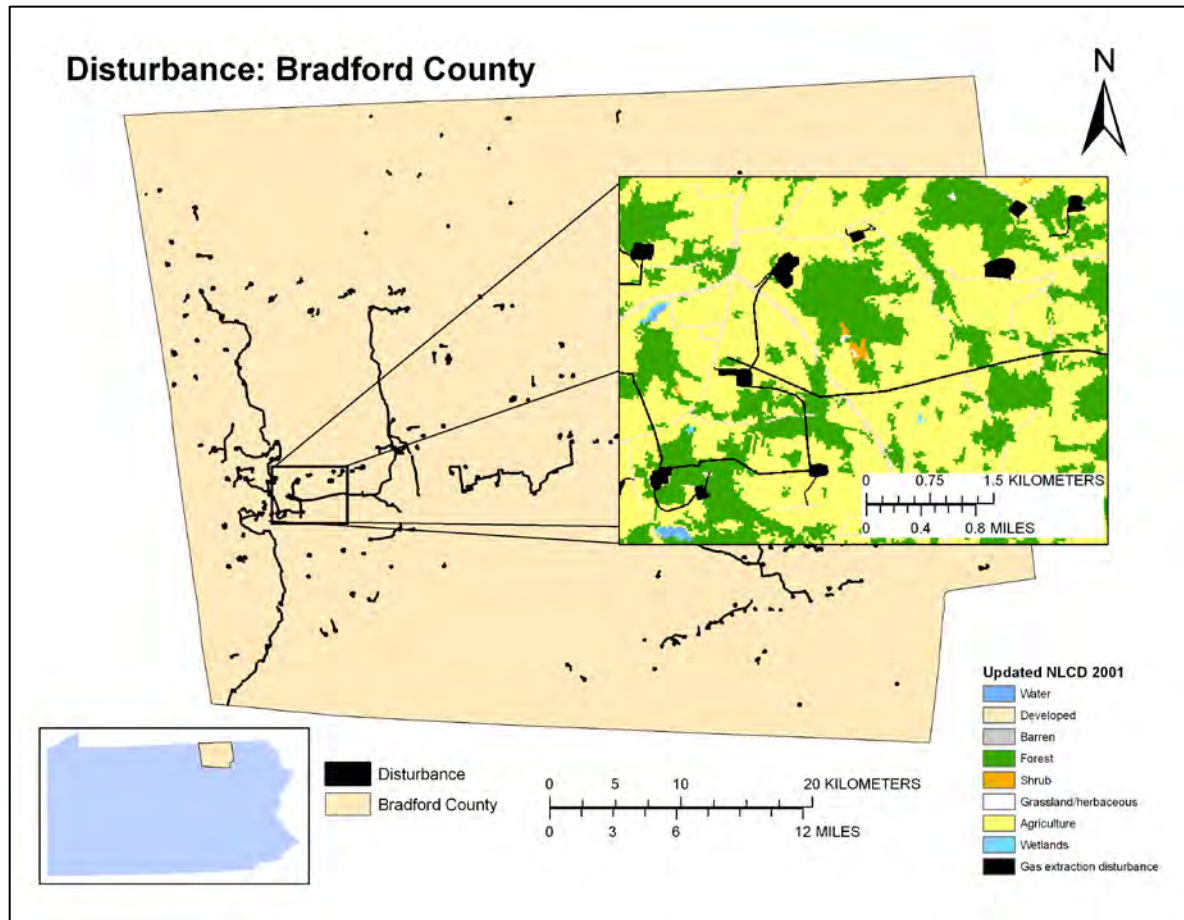 Disturbance: Bradford County
N
0 0.75 1.5 KILOMETERS
0 0.4 0.8 MILES
Updated NLCD 2001
Water
Developed
Barren
Forest
Shrub
Grassland/herbaceous
Agriculture
Wetlands
Gas extraction disturbance
Disturbance
Bradford County
0 5 10 20 KILOMETERS
0 3 6 12 MILES